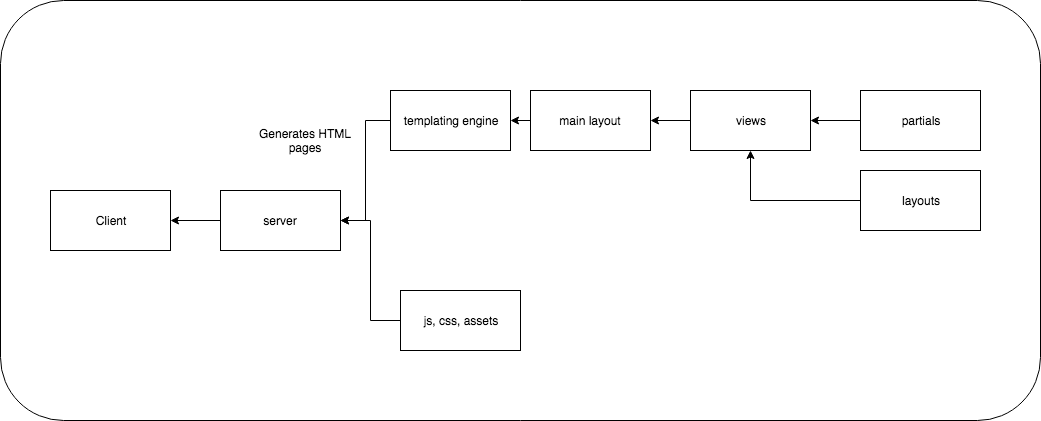 templating engine
main layout
views
partials
Generates HTML
pages
layouts
Client
server
js, css, assets